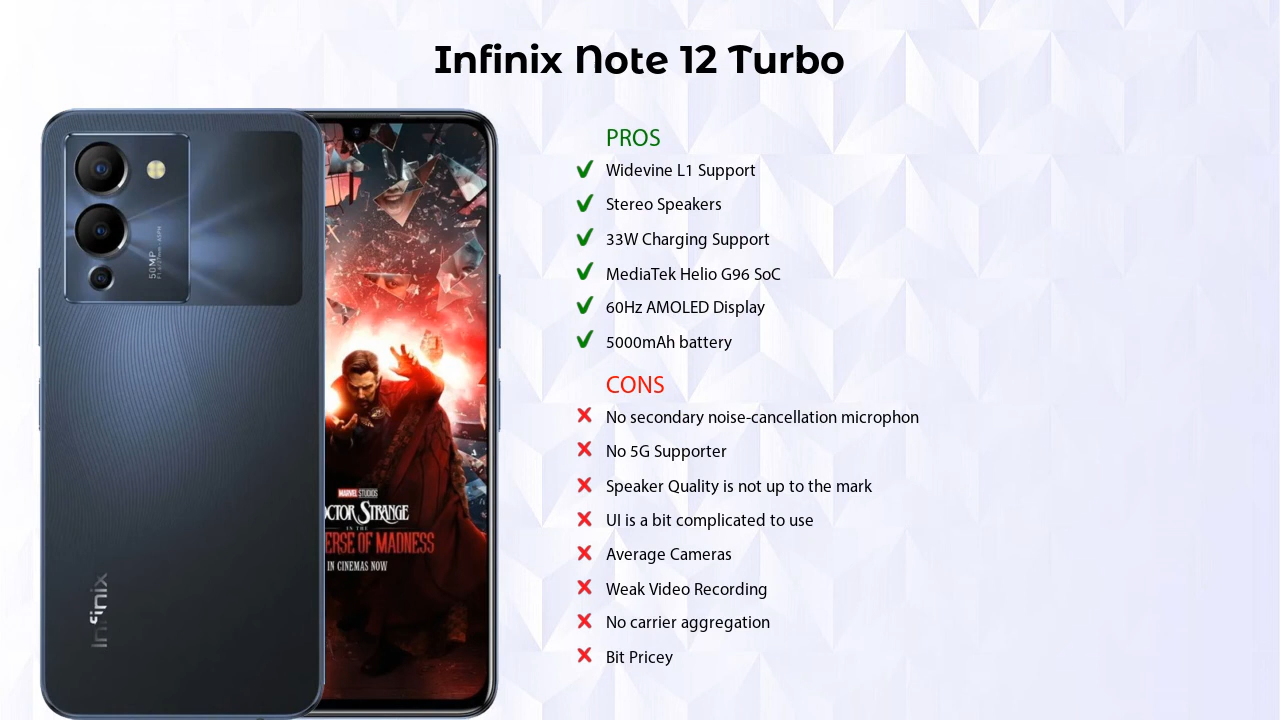 Infinix Note 12 Turbo
PROS
Widevine L1 Support
Stereo Speakers
33W Charging Support
MediaTek Helio G96 SoC
60Hz AMOLED Display
5000mAh battery
CONS
No secondary noise-cancellation microphon
No 5G Supporter
Speaker Quality is not up to the mark
UI is a bit complicated to use
Average Cameras
Weak Video Recording
No carrier aggregation
Bit Pricey
50MP
Infinix
MARVEL STUDIOS
CTOR STRANGE
IN THE
ERSE OF MADNESS
IN CINEMAS NOW